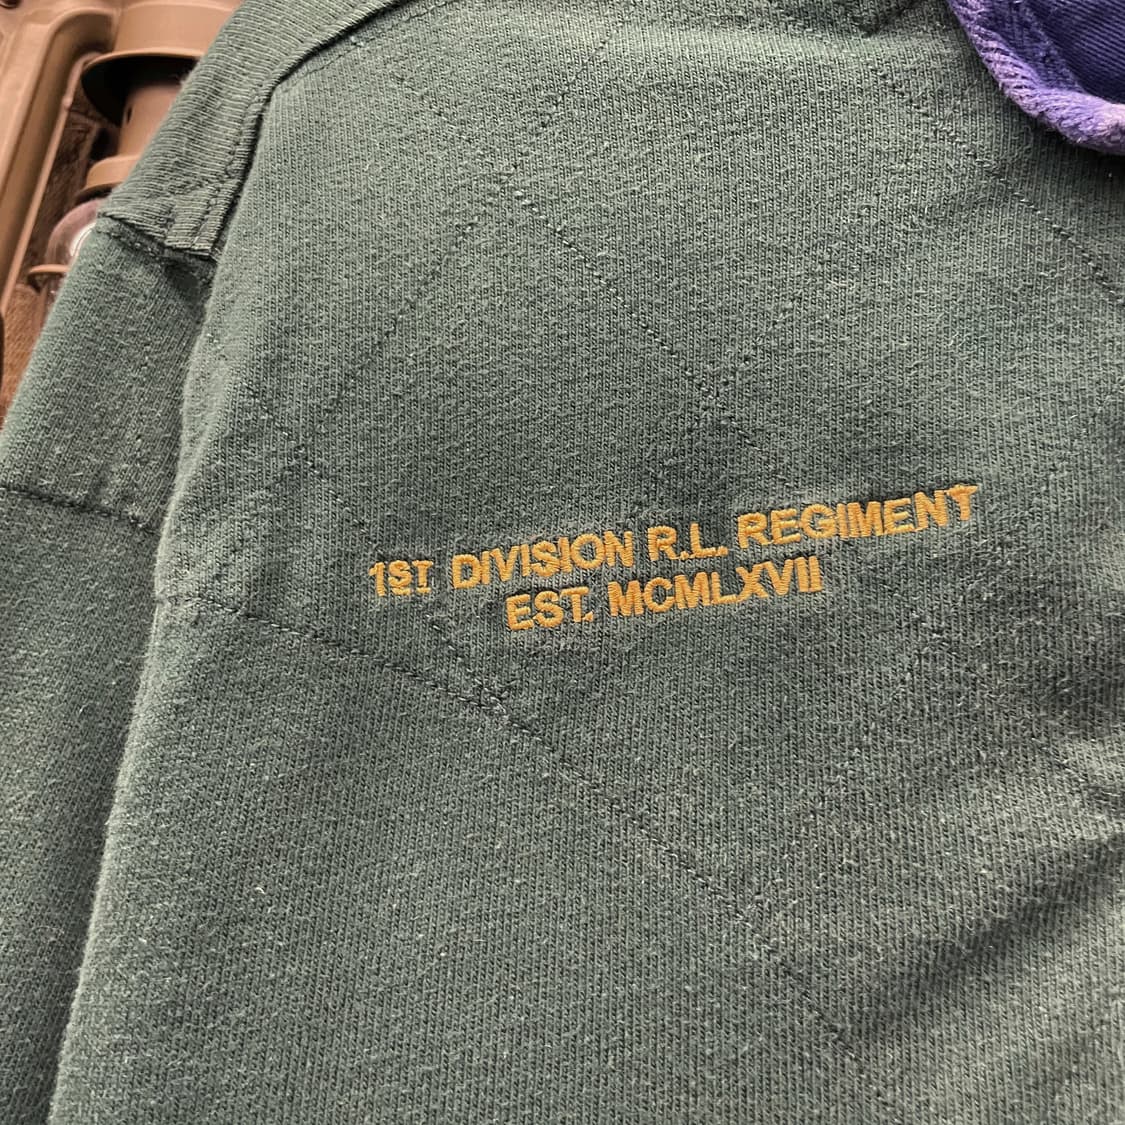 1ST DIVISION R.L. REGIMENT
EST. MCMLXVII